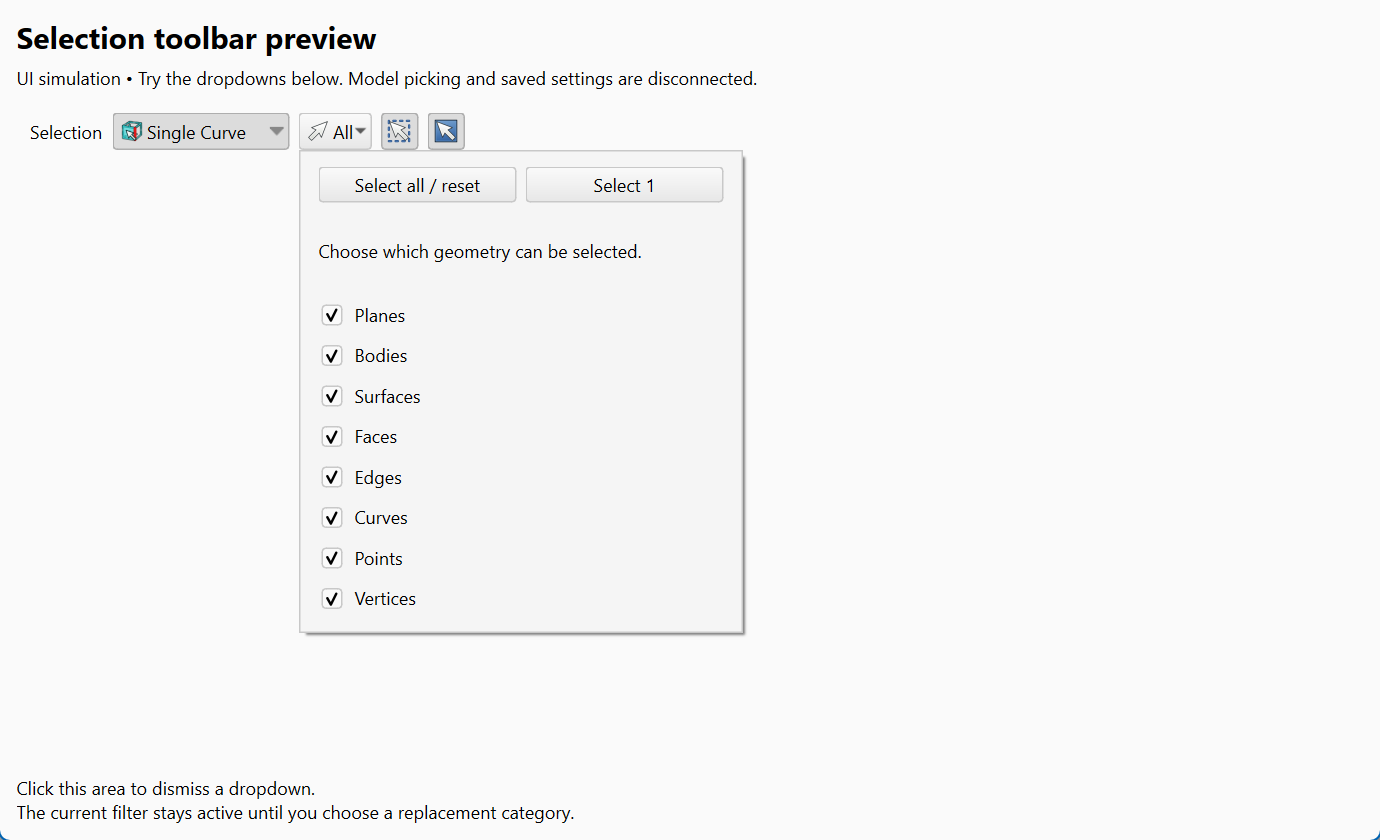 Selection toolbar preview
UI simulation • Try the dropdowns below. Model picking and saved settings are disconnected.
Selection Single Curve All
Select all / reset Select 1
Choose which geometry can be selected.
Planes
Bodies
Surfaces
Faces
Edges
Curves
Points
Vertices
Click this area to dismiss a dropdown.
The current filter stays active until you choose a replacement category.